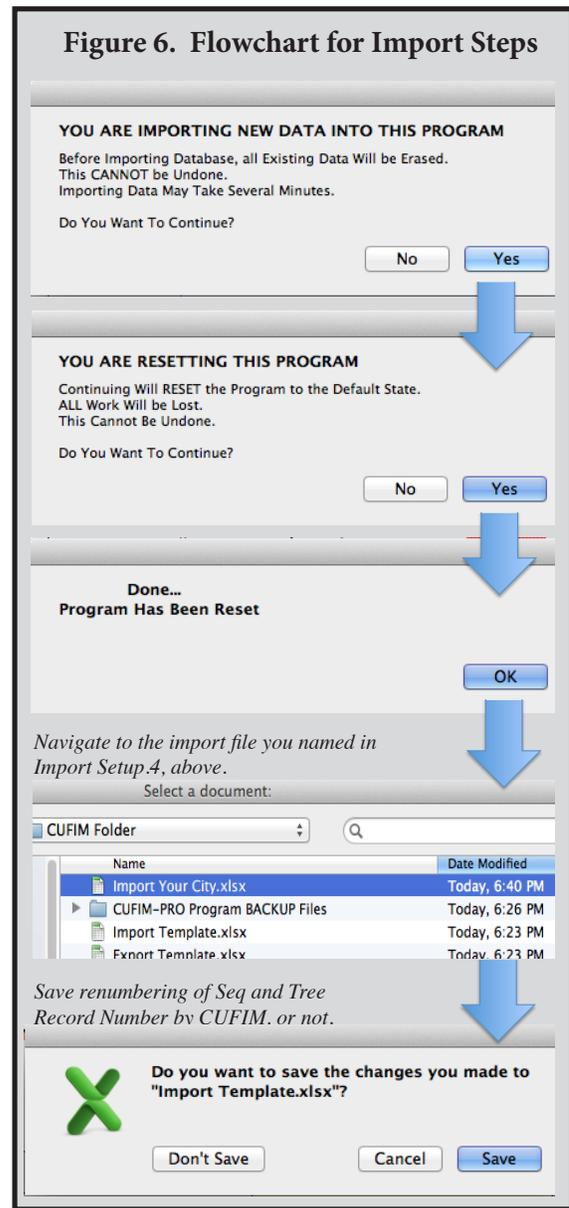 Figure 6. Flowchart for Import Steps
YOU ARE IMPORTING NEW DATA INTO THIS PROGRAM
Before Importing Database, all Existing Data Will be Erased.
This CANNOT be Undone.
Importing Data May Take Several Minutes.
Do You Want To Continue?
No Yes
YOU ARE RESETTING THIS PROGRAM
Continuing Will RESET the Program to the Default State.
ALL Work Will be Lost.
This Cannot Be Undone.
Do You Want To Continue?
No Yes
Done...
Program Has Been Reset
OK
Navigate to the import file you named in
Import Setup.4, above.
Select a document:
CUFIM Folder
Name Date Modified
Import Your City.xlsx Today, 6:40 PM
CUFIM-PRO Program BACKUP Files Today, 6:26 PM
Import Template.xlsx Today, 6:23 PM
Export Template.xlsx Today, 6:23 PM
Save renumbering of Seq and Tree
Record Number by CUFIM, or not.
Do you want to save the changes you made to
"Import Template.xlsx"?
Don't Save Cancel Save